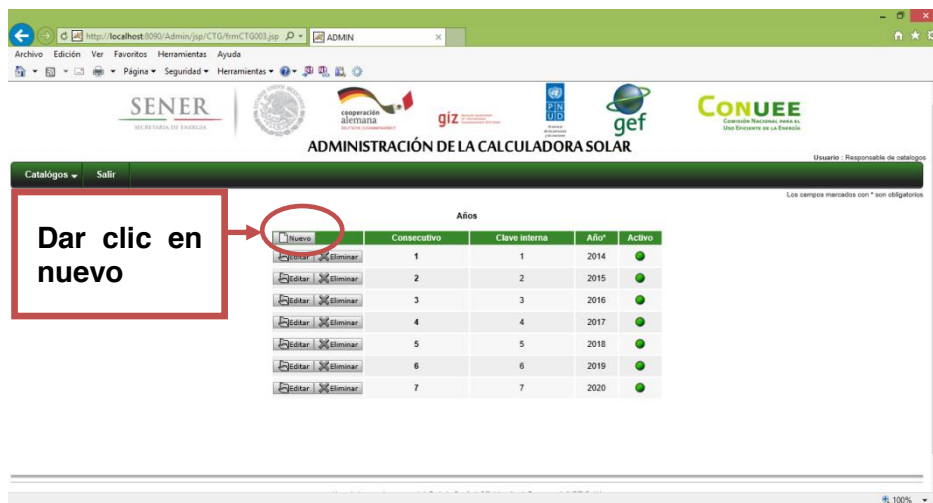 http://localhost:8090/Admin/jsp/CTG/frmCTG003.jsp
ADMIN
Archivo Edición Ver Favoritos Herramientas Ayuda
Página Seguridad Herramientas
SENER
SECRETARÍA DE ENERGÍA
cooperación
alemana
DEUTSCHE ZUSAMMENARBEIT
giz
P N
U D
gef
CONUEE
COMISIÓN NACIONAL PARA EL
USO EFICIENTE DE LA ENERGÍA
ADMINISTRACIÓN DE LA CALCULADORA SOLAR
Usuario : Responsable de catalogos
Catalógos Salir
Los campos marcados con * son obligatorios
Dar clic en
nuevo
Años
Nuevo Consecutivo Clave interna Año* Activo
Editar Eliminar 1 1 2014
Editar Eliminar 2 2 2015
Editar Eliminar 3 3 2016
Editar Eliminar 4 4 2017
Editar Eliminar 5 5 2018
Editar Eliminar 6 6 2019
Editar Eliminar 7 7 2020
100%